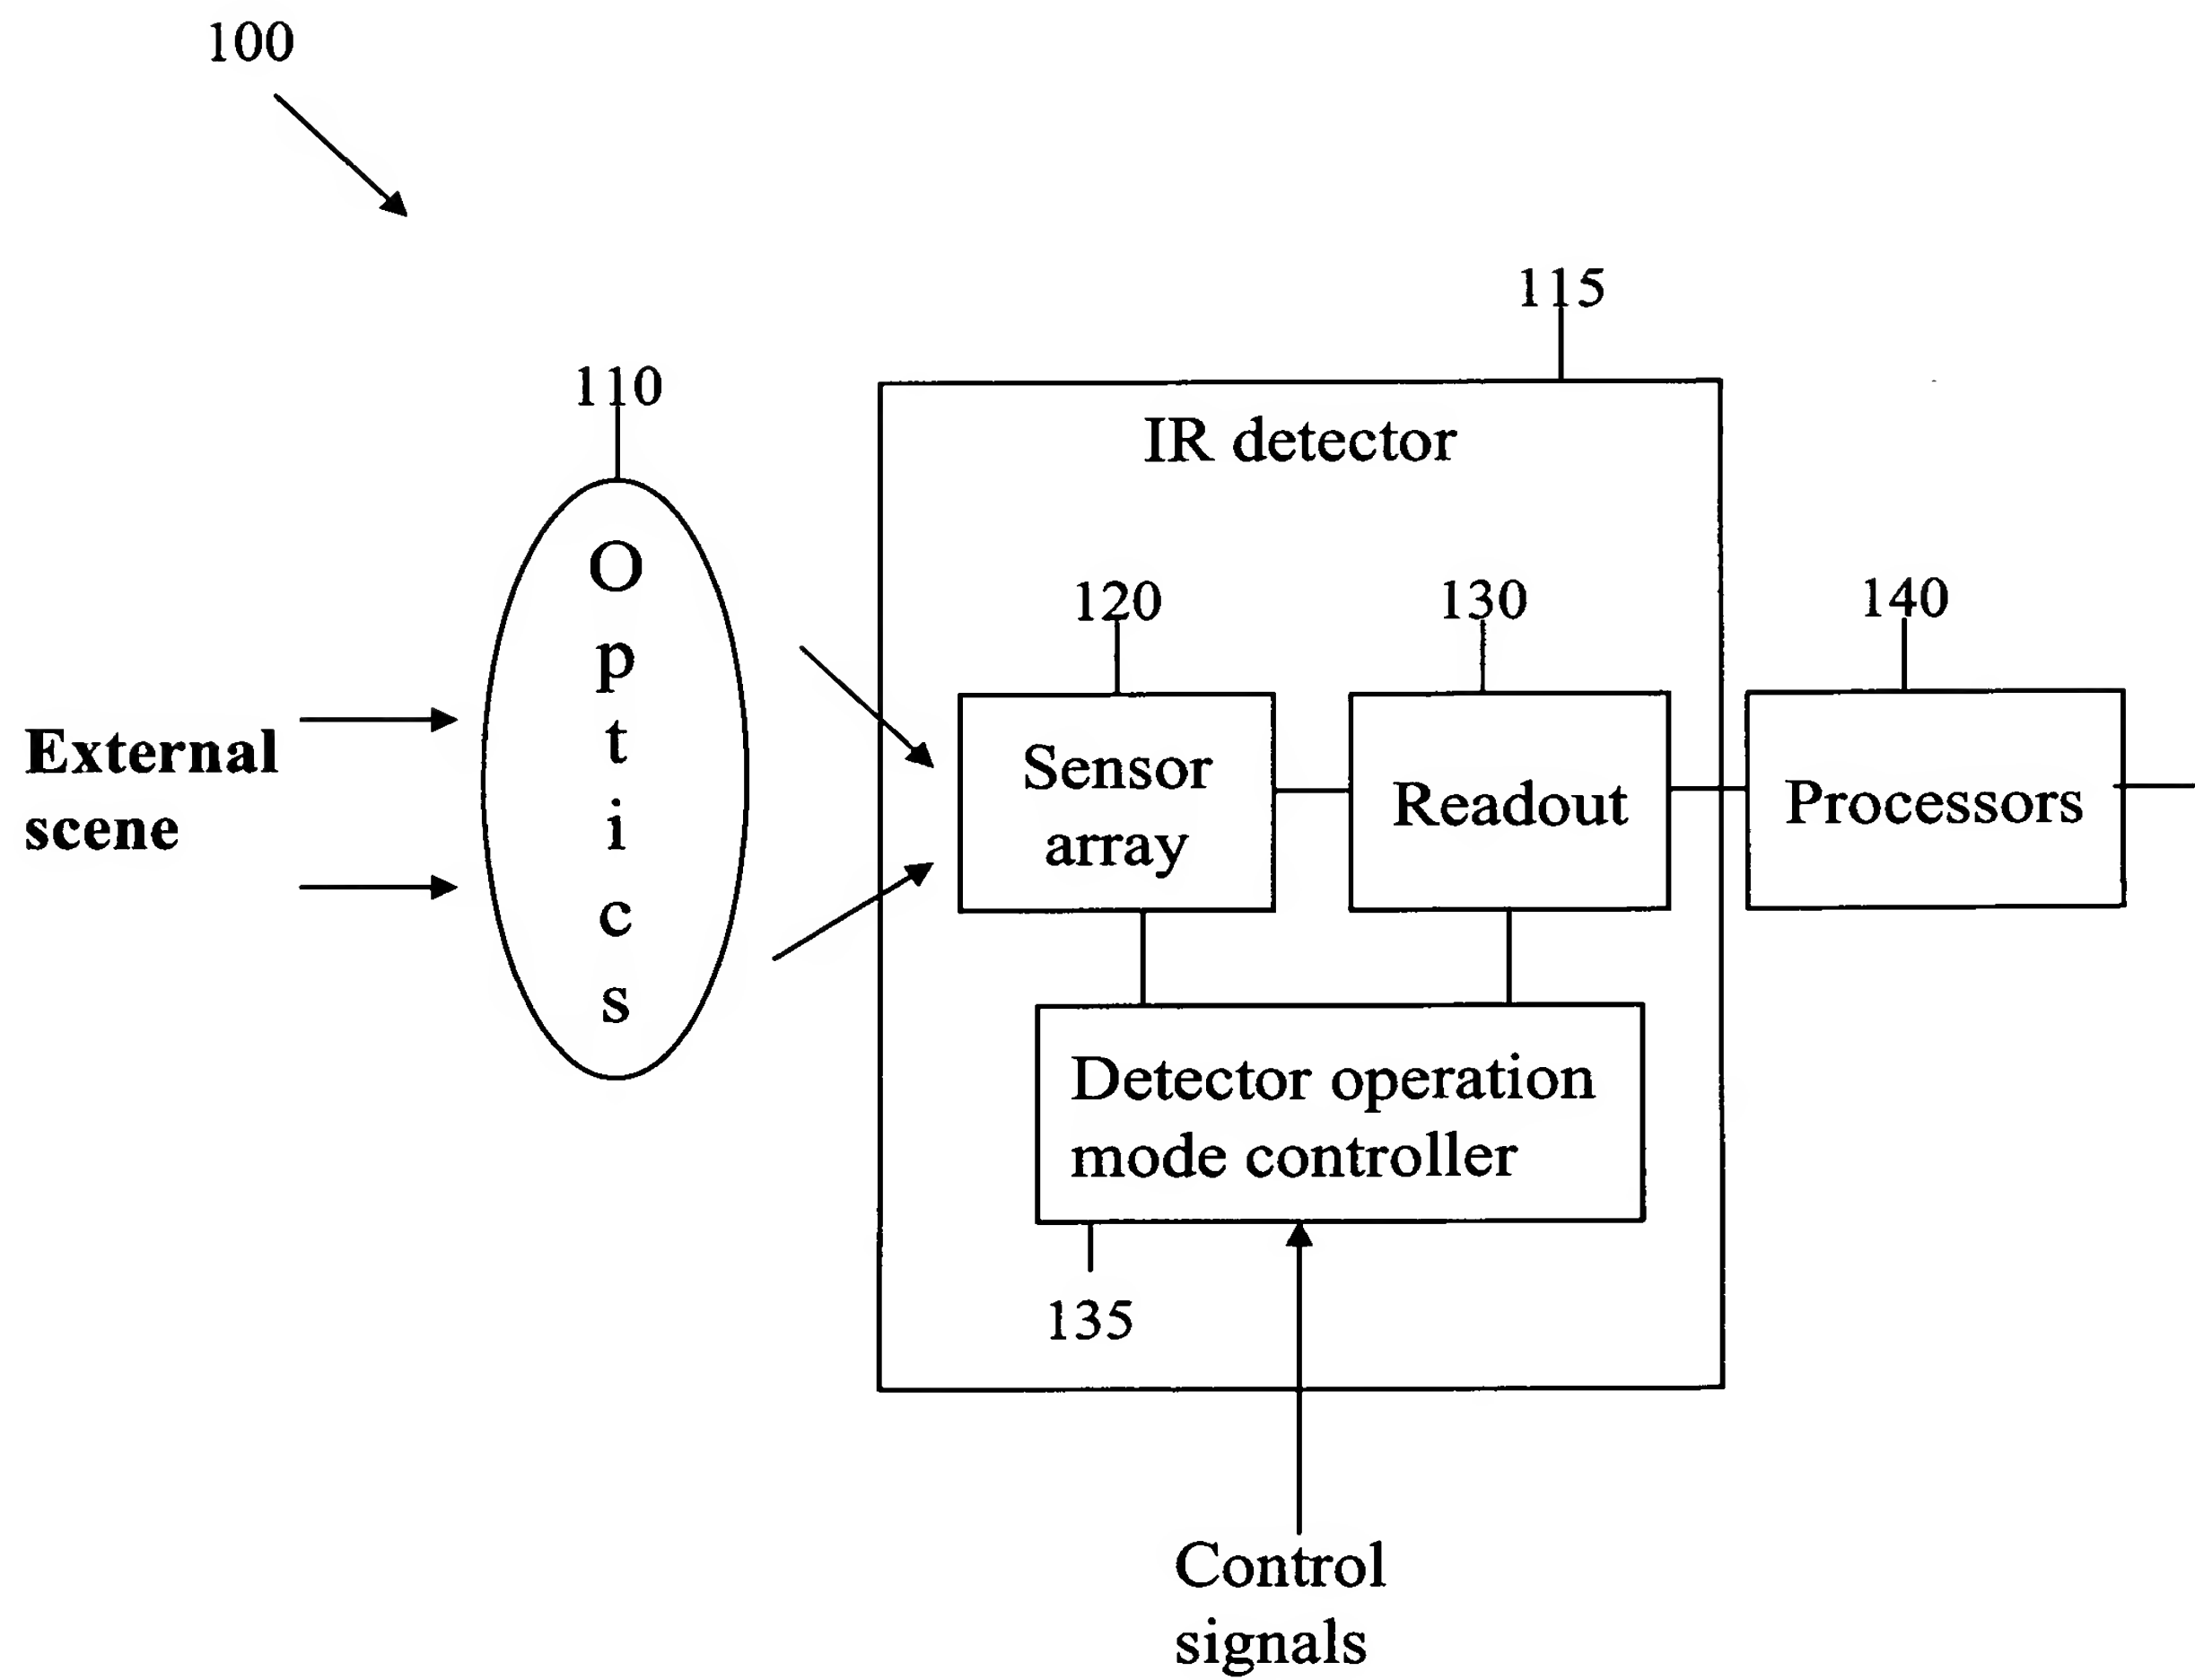 100
115
110
IR detector
O
p
t
i
c
s
120
130
140
External
scene
Sensor
array
Readout
Processors
Detector operation
mode controller
135
Control
signals